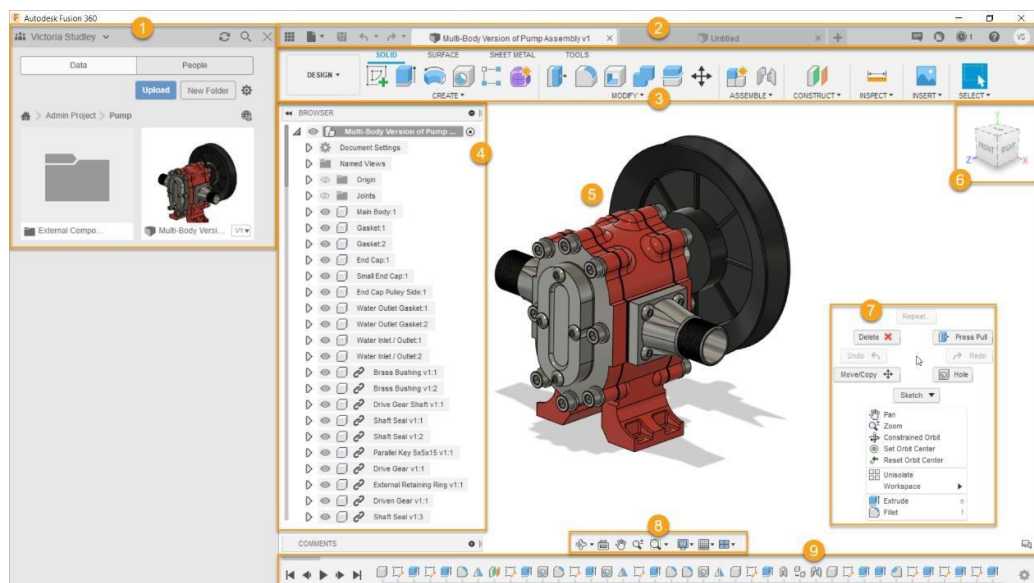 Autodesk Fusion 360
1
Victoria Studley
Data
People
Upload
New Folder
Admin Project > Pump
External Compo...
Multi-Body Versi...
V1
2
Multi-Body Version of Pump Assembly v1
Untitled
1
VS
DESIGN
SOLID
SURFACE
SHEET METAL
TOOLS
CREATE
MODIFY
ASSEMBLE
CONSTRUCT
INSPECT
INSERT
SELECT
3
BROWSER
4
Multi-Body Version of Pump ...
Document Settings
Named Views
Origin
Joints
Main Body:1
Gasket:1
Gasket:2
End Cap:1
Small End Cap:1
End Cap Pulley Side:1
Water Outlet Gasket:1
Water Outlet Gasket:2
Water Inlet / Outlet:1
Water Inlet / Outlet:2
Brass Bushing v1:1
Brass Bushing v1:2
Drive Gear Shaft v1:1
Shaft Seal v1:1
Shaft Seal v1:2
Parallel Key 5x5x15 v1:1
Drive Gear v1:1
External Retaining Ring v1:1
Driven Gear v1:1
Shaft Seal v1:3
COMMENTS
5
FRONT
RIGHT
Z
X
6
7
Repeat...
Delete
Press Pull
Undo
Redo
Move/Copy
Hole
Sketch
Pan
Zoom
Constrained Orbit
Set Orbit Center
Reset Orbit Center
Unisolate
Workspace
Extrude e
Fillet f
8
9